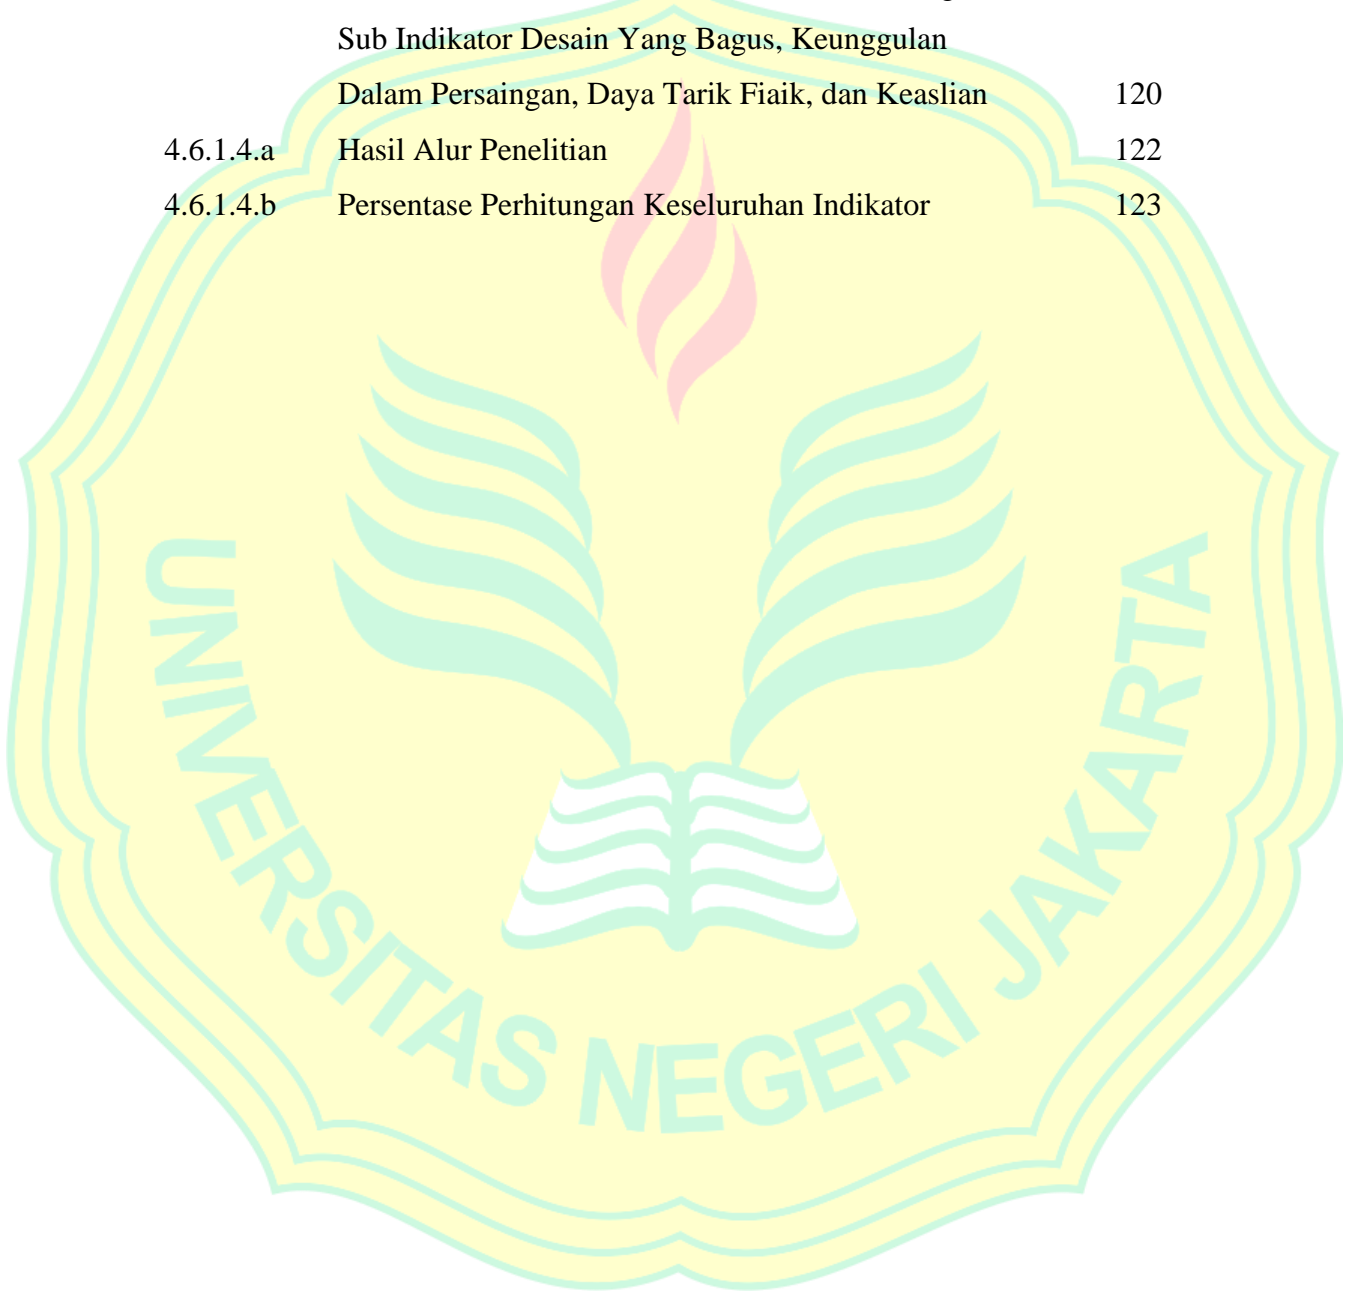 Sub Indikator Desain Yang Bagus, Keunggulan
Dalam Persaingan, Daya Tarik Fiaik, dan Keaslian 120
4.6.1.4.a Hasil Alur Penelitian 122
4.6.1.4.b Persentase Perhitungan Keseluruhan Indikator 123
UNIVERSITAS NEGERI JAKARTA